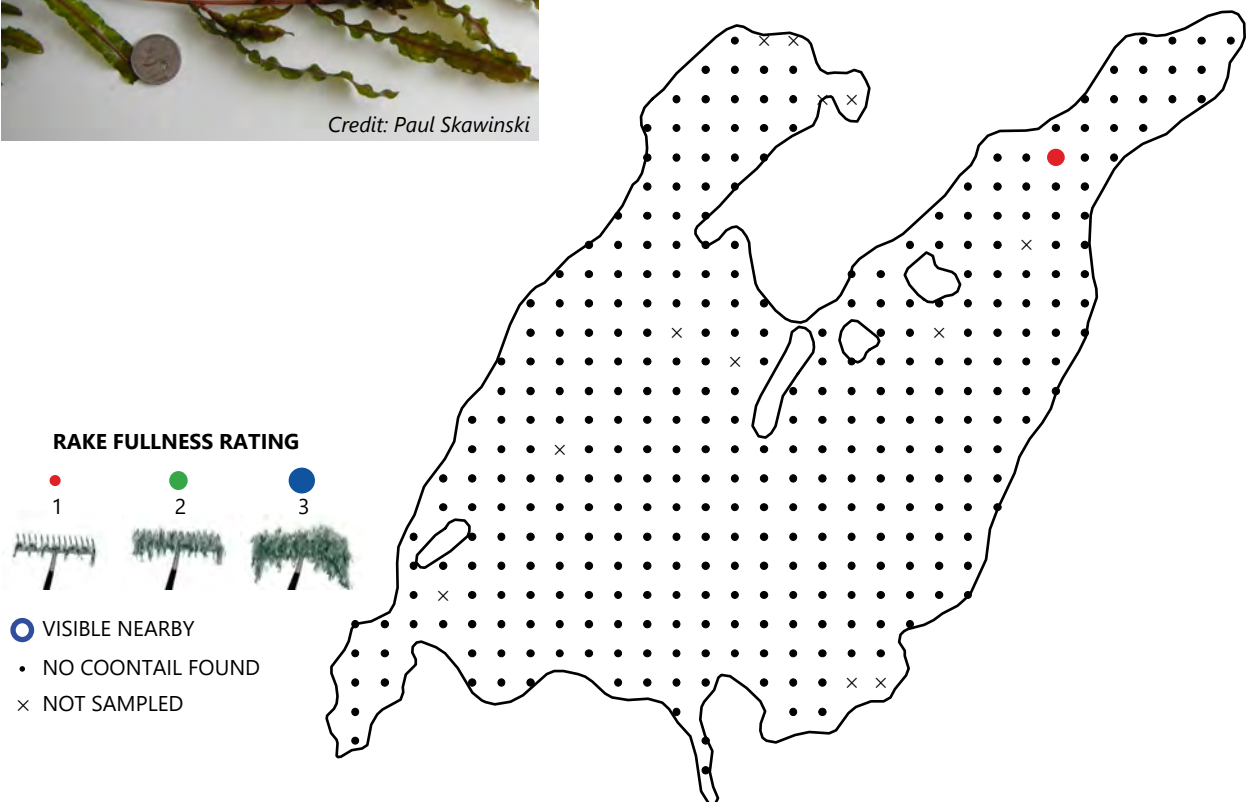 Credit: Paul Skawinski
RAKE FULLNESS RATING
1 2 3
VISIBLE NEARBY
NO COONTAIL FOUND
NOT SAMPLED